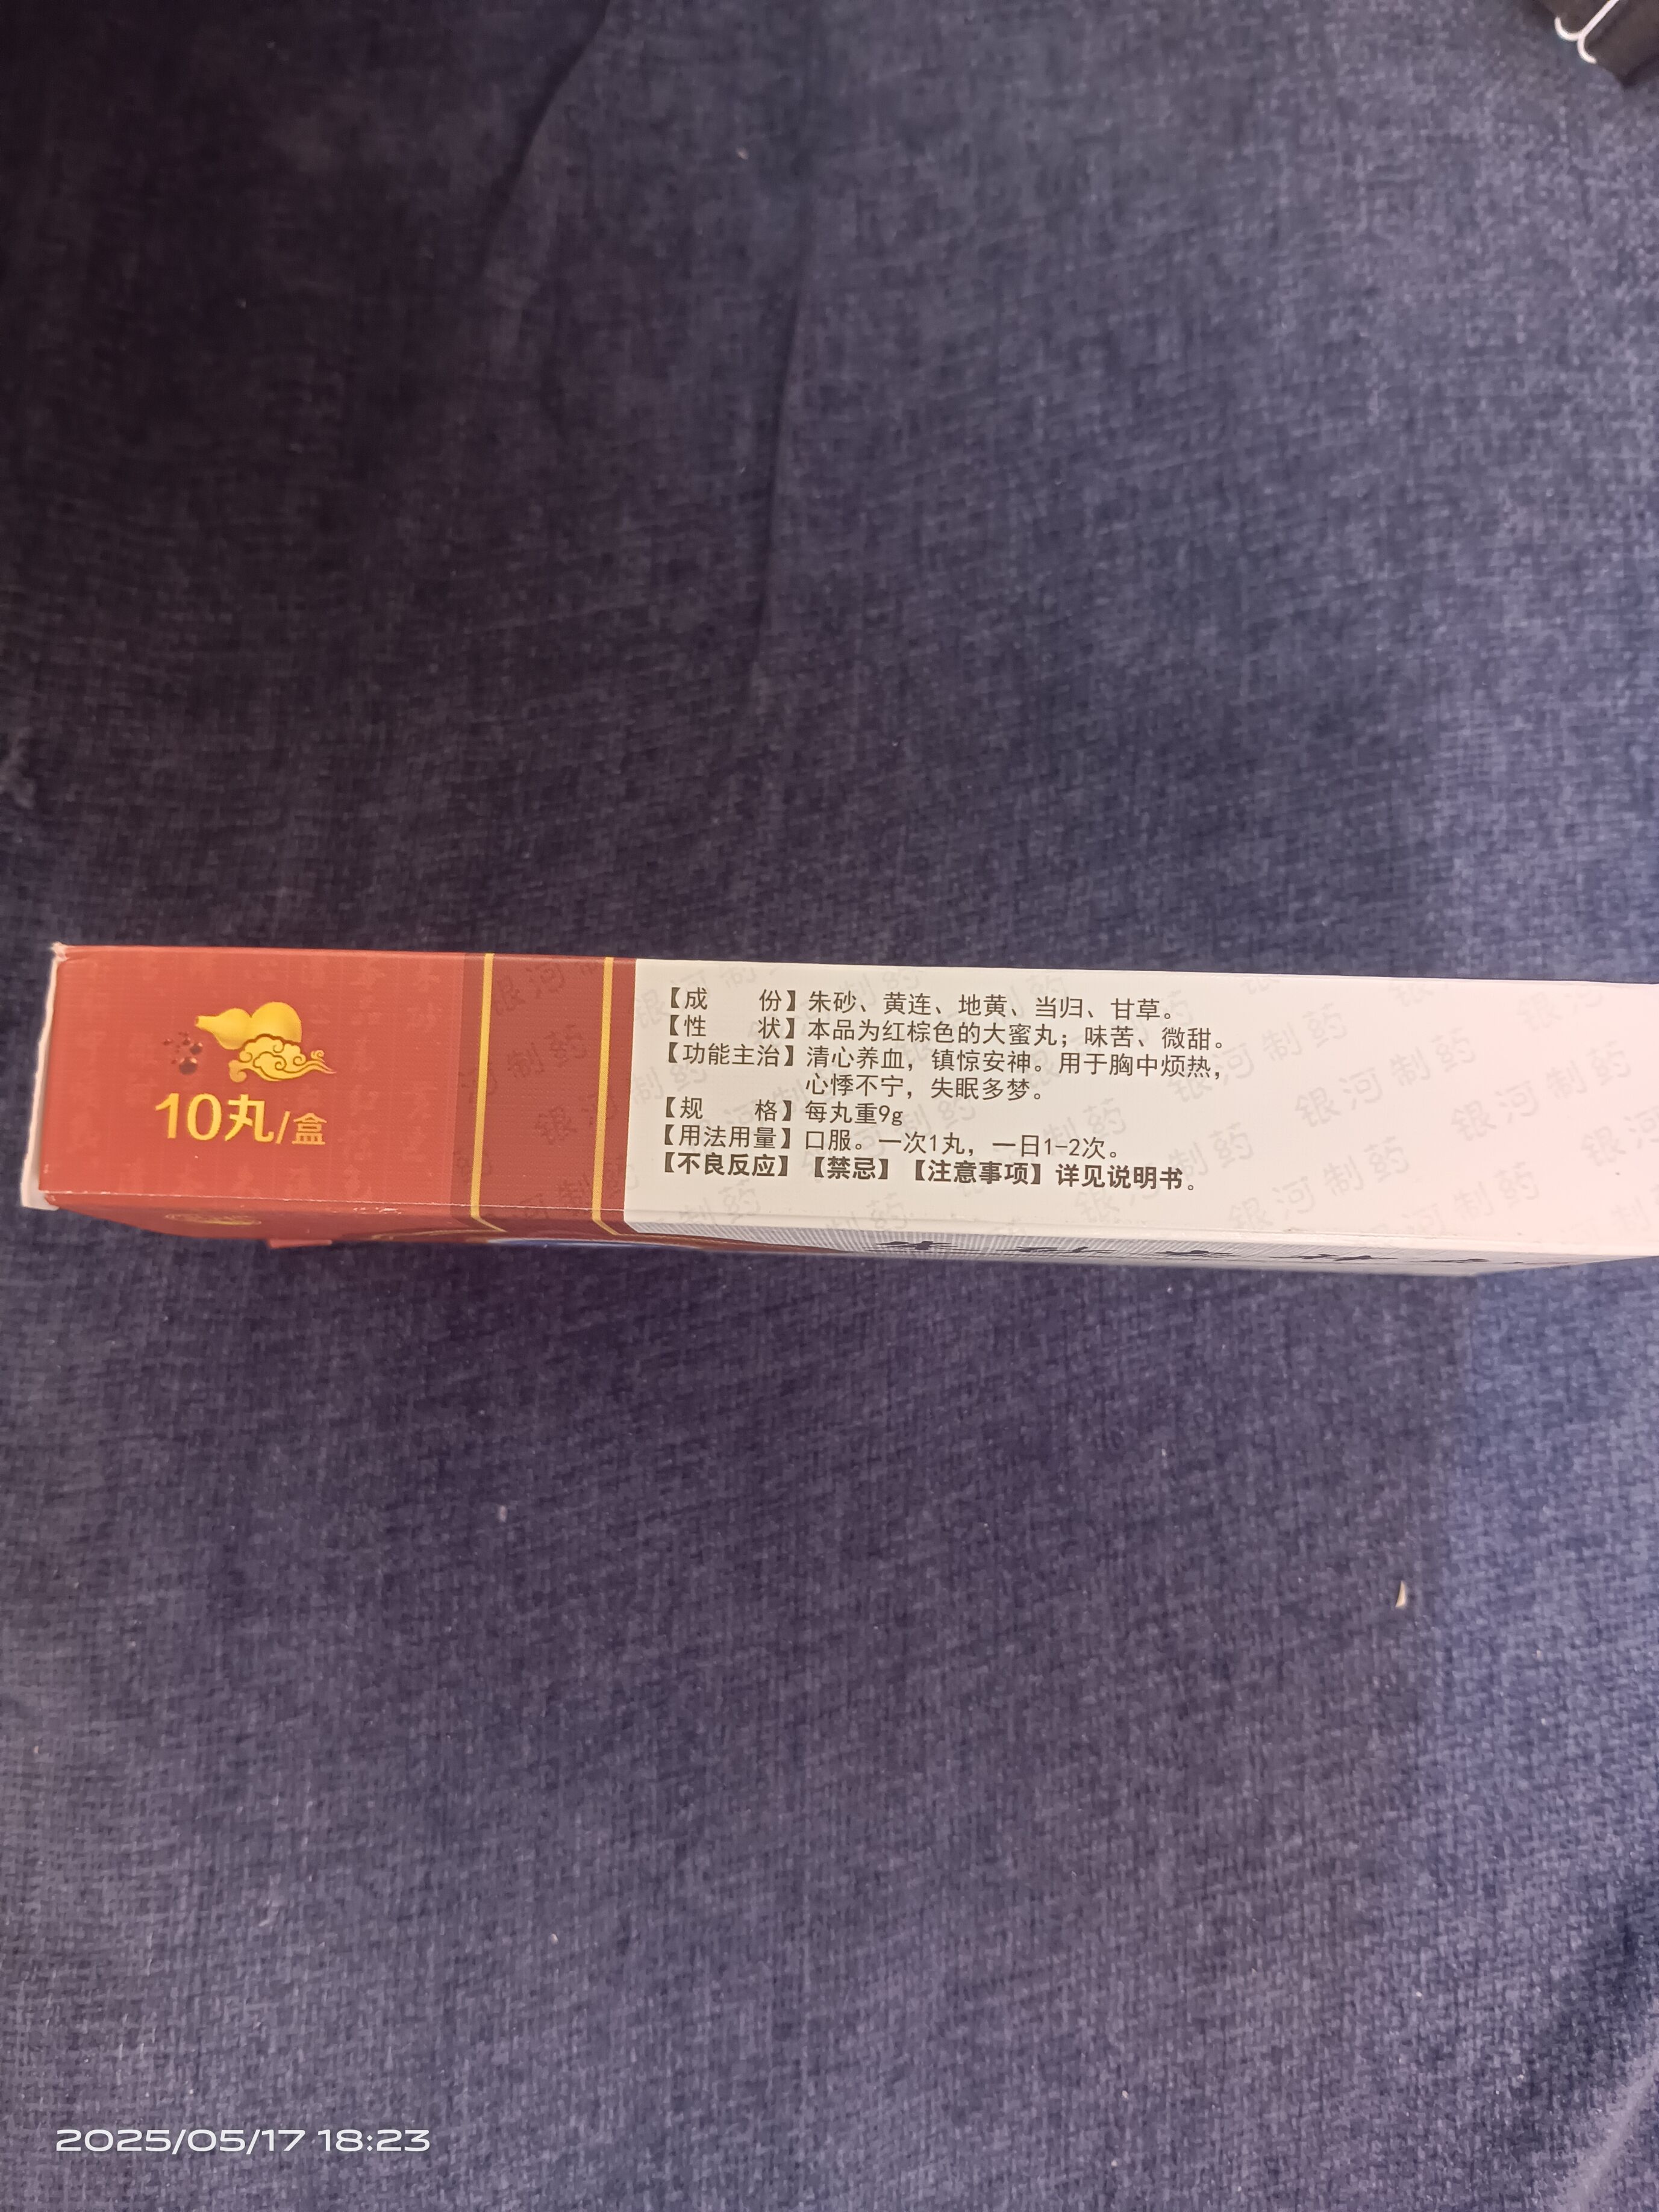 10丸/盒
【成　　份】朱砂、黄连、地黄、当归、甘草。
【性　　状】本品为红棕色的大蜜丸；味苦、微甜。
【功能主治】清心养血，镇惊安神。用于胸中烦热，
心悸不宁，失眠多梦。
【规　　格】每丸重9g
【用法用量】口服。一次1丸，一日1-2次。
【不良反应】【禁忌】【注意事项】详见说明书。
银河制药
2025/05/17 18:23